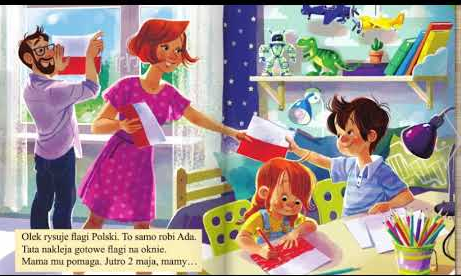 Olek rysuje flagi Polski. To samo robi Ada.
Tata nakleja gotowe flagi na oknie.
Mama mu pomaga. Jutro 2 maja, mamy…